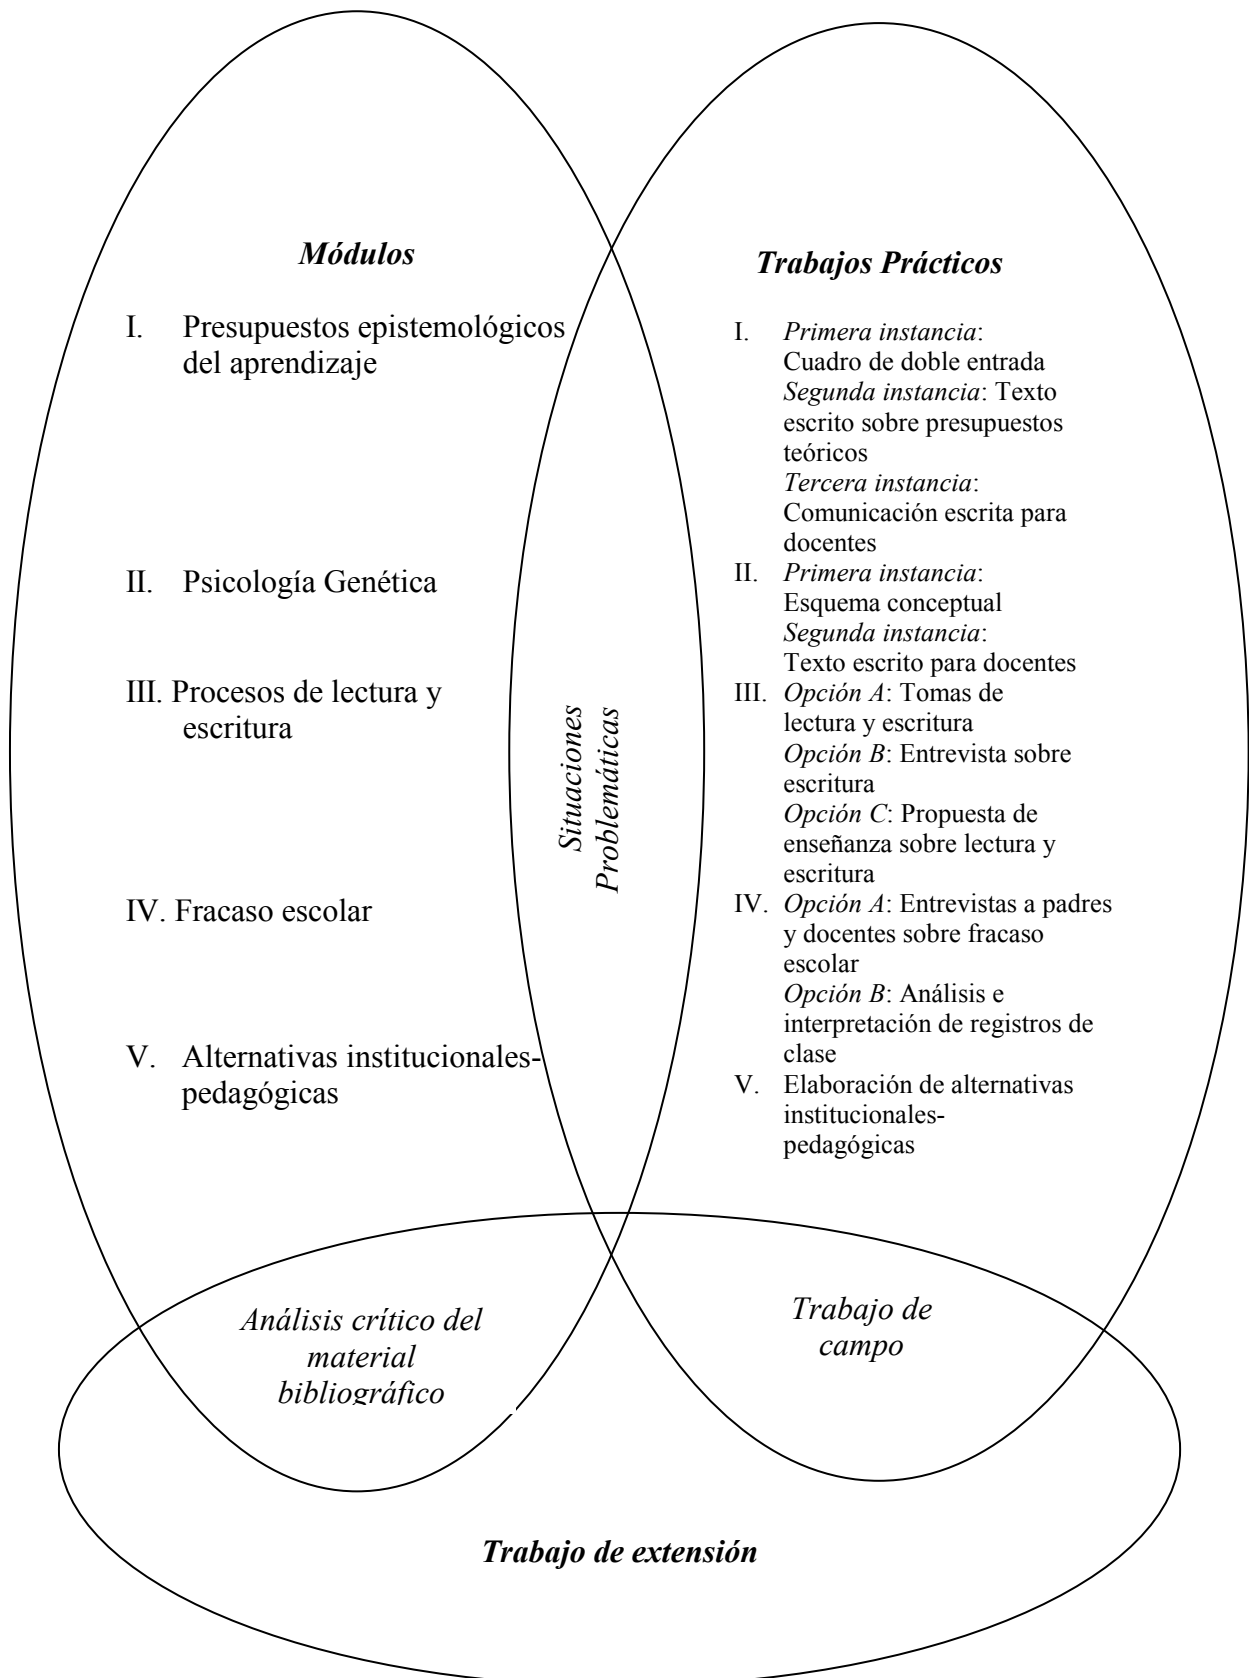 Módulos
I. Presupuestos epistemológicos
del aprendizaje
II. Psicología Genética
III. Procesos de lectura y
escritura
IV. Fracaso escolar
V. Alternativas institucionales-
pedagógicas
Situaciones
Problemáticas
Trabajos Prácticos
I. Primera instancia:
Cuadro de doble entrada
Segunda instancia: Texto
escrito sobre presupuestos
teóricos
Tercera instancia:
Comunicación escrita para
docentes
II. Primera instancia:
Esquema conceptual
Segunda instancia:
Texto escrito para docentes
III. Opción A: Tomas de
lectura y escritura
Opción B: Entrevista sobre
escritura
Opción C: Propuesta de
enseñanza sobre lectura y
escritura
IV. Opción A: Entrevistas a padres
y docentes sobre fracaso
escolar
Opción B: Análisis e
interpretación de registros de
clase
V. Elaboración de alternativas
institucionales-
pedagógicas
Análisis crítico del
material
bibliográfico
Trabajo de
campo
Trabajo de extensión